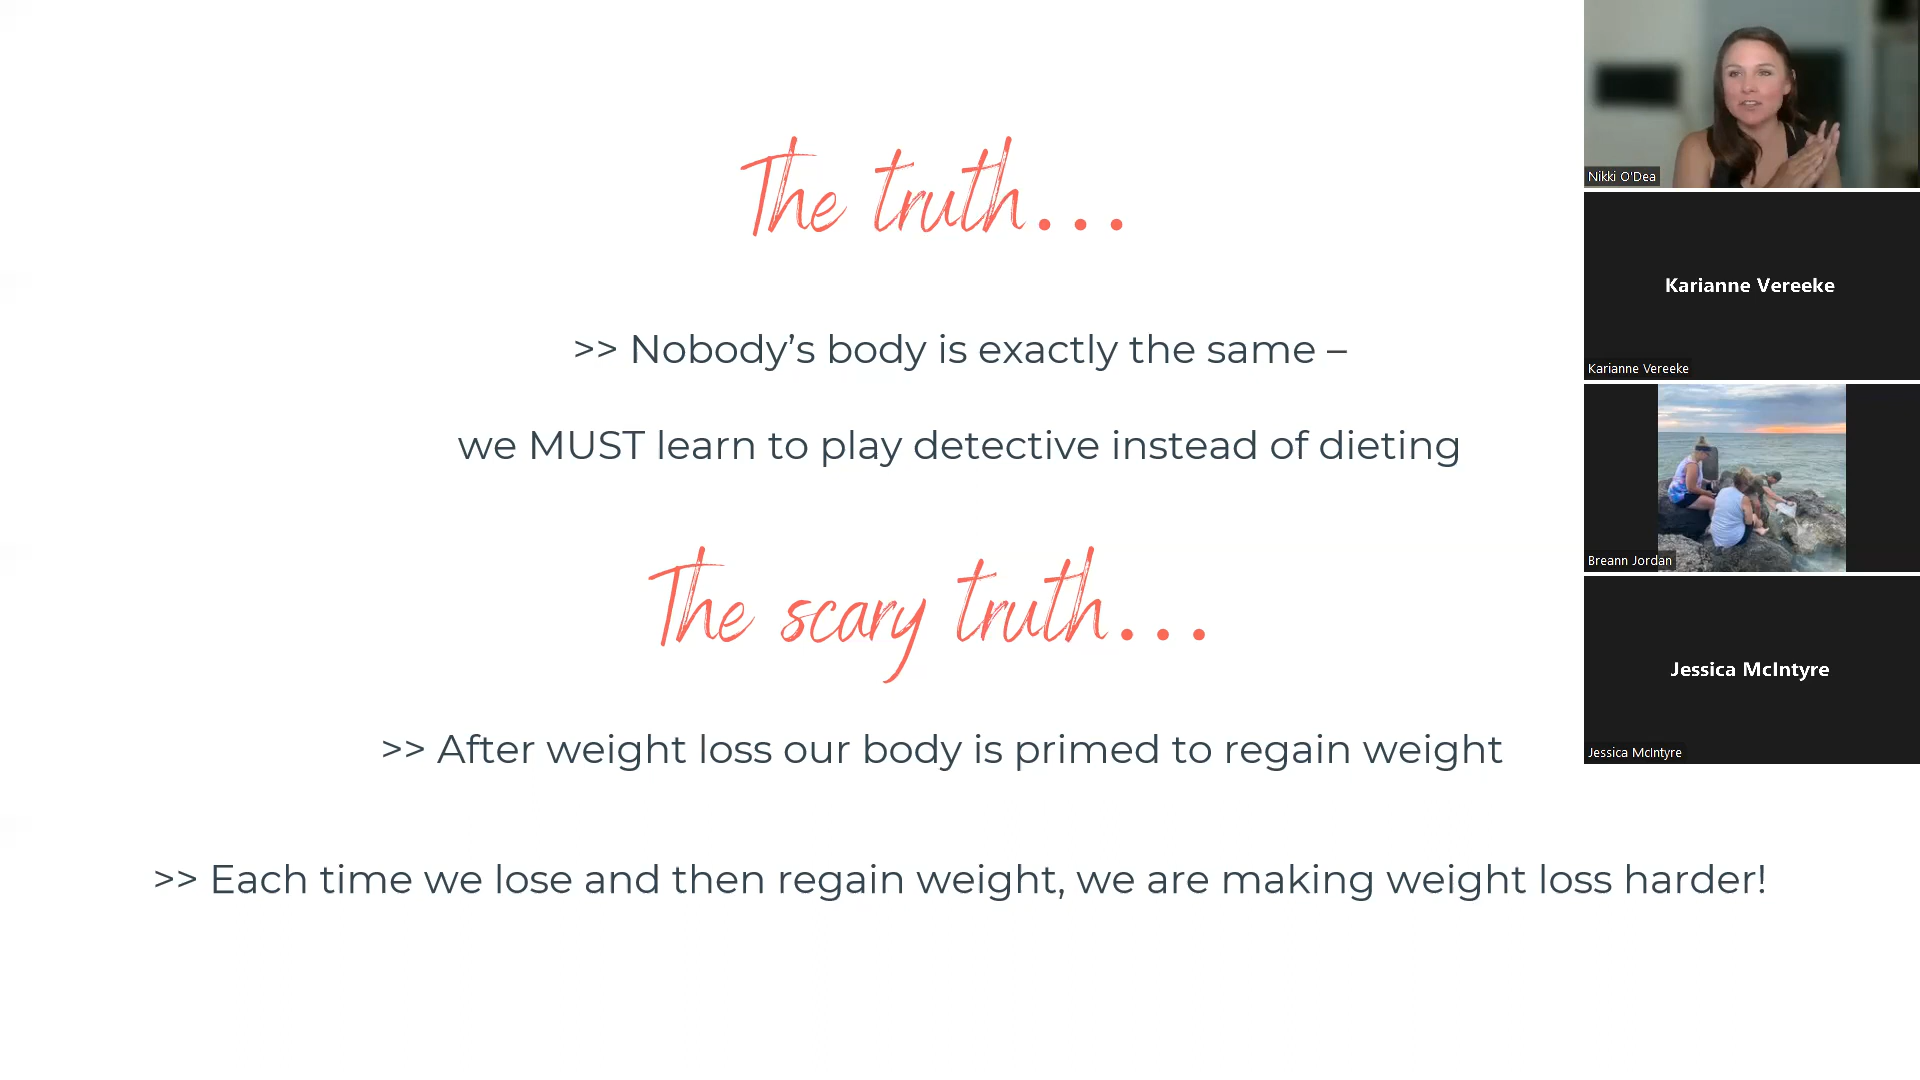 The truth...
>> Nobody’s body is exactly the same –
we MUST learn to play detective instead of dieting
The scary truth...
>> After weight loss our body is primed to regain weight
>> Each time we lose and then regain weight, we are making weight loss harder!
Nikki O'Dea
Karianne Vereeke
Karianne Vereeke
Breann Jordan
Jessica McIntyre
Jessica McIntyre